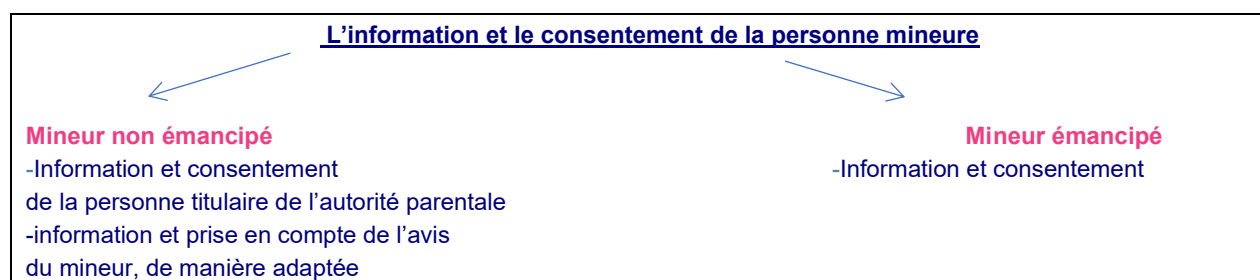 L’information et le consentement de la personne mineure
Mineur non émancipé
Mineur émancipé
-Information et consentement
-Information et consentement
de la personne titulaire de l’autorité parentale
-information et prise en compte de l’avis
du mineur, de manière adaptée